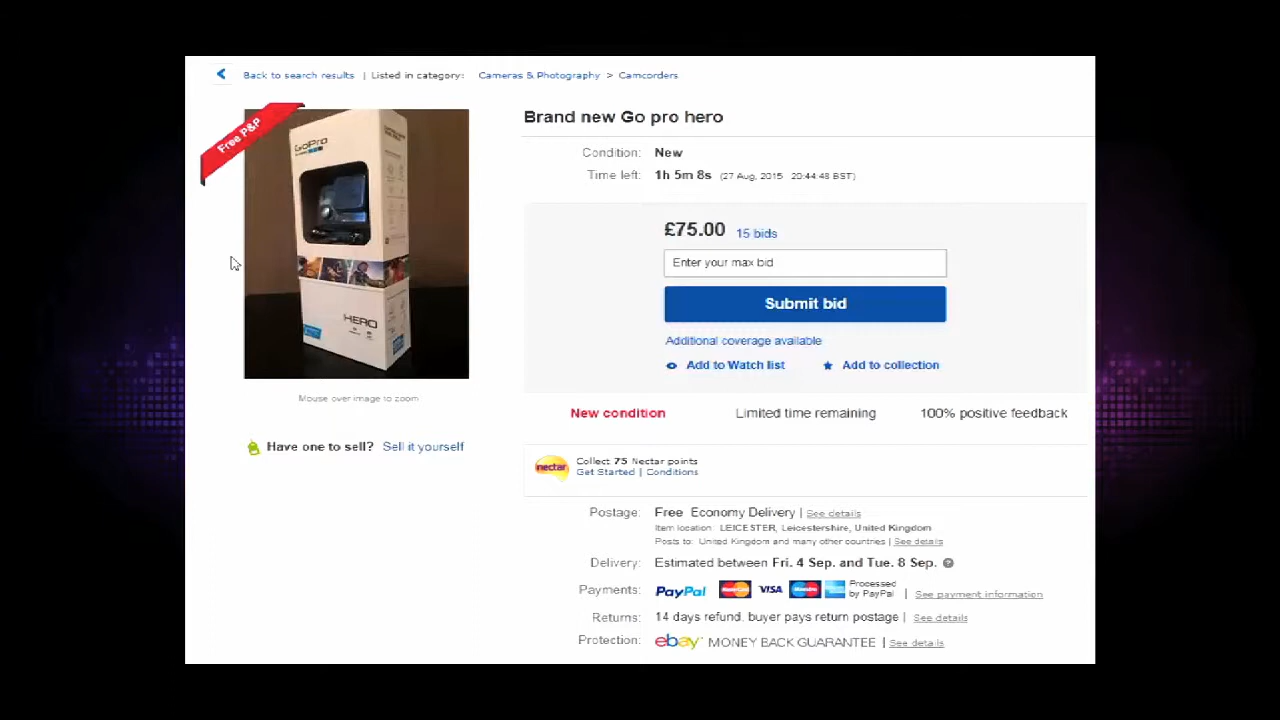 Back to search results | Listed in category: Cameras & Photography > Camcorders
Free P&P
GoPro
HERO
Mouse over image to zoom
Have one to sell? Sell it yourself
Brand new Go pro hero
Condition: New
Time left: 1h 5m 8s (27 Aug, 2015 20:44:48 BST)
£75.00 15 bids
Enter your max bid
Submit bid
Additional coverage available
Add to Watch list Add to collection
New condition Limited time remaining 100% positive feedback
nectar
Collect 75 Nectar points
Get Started | Conditions
Postage: Free Economy Delivery | See details
Item location: LEICESTER, Leicestershire, United Kingdom
Posts to: United Kingdom and many other countries | See details
Delivery: Estimated between Fri. 4 Sep. and Tue. 8 Sep.
Payments: PayPal MasterCard VISA Maestro Processed by PayPal | See payment information
Returns: 14 days refund, buyer pays return postage | See details
Protection: ebay MONEY BACK GUARANTEE | See details